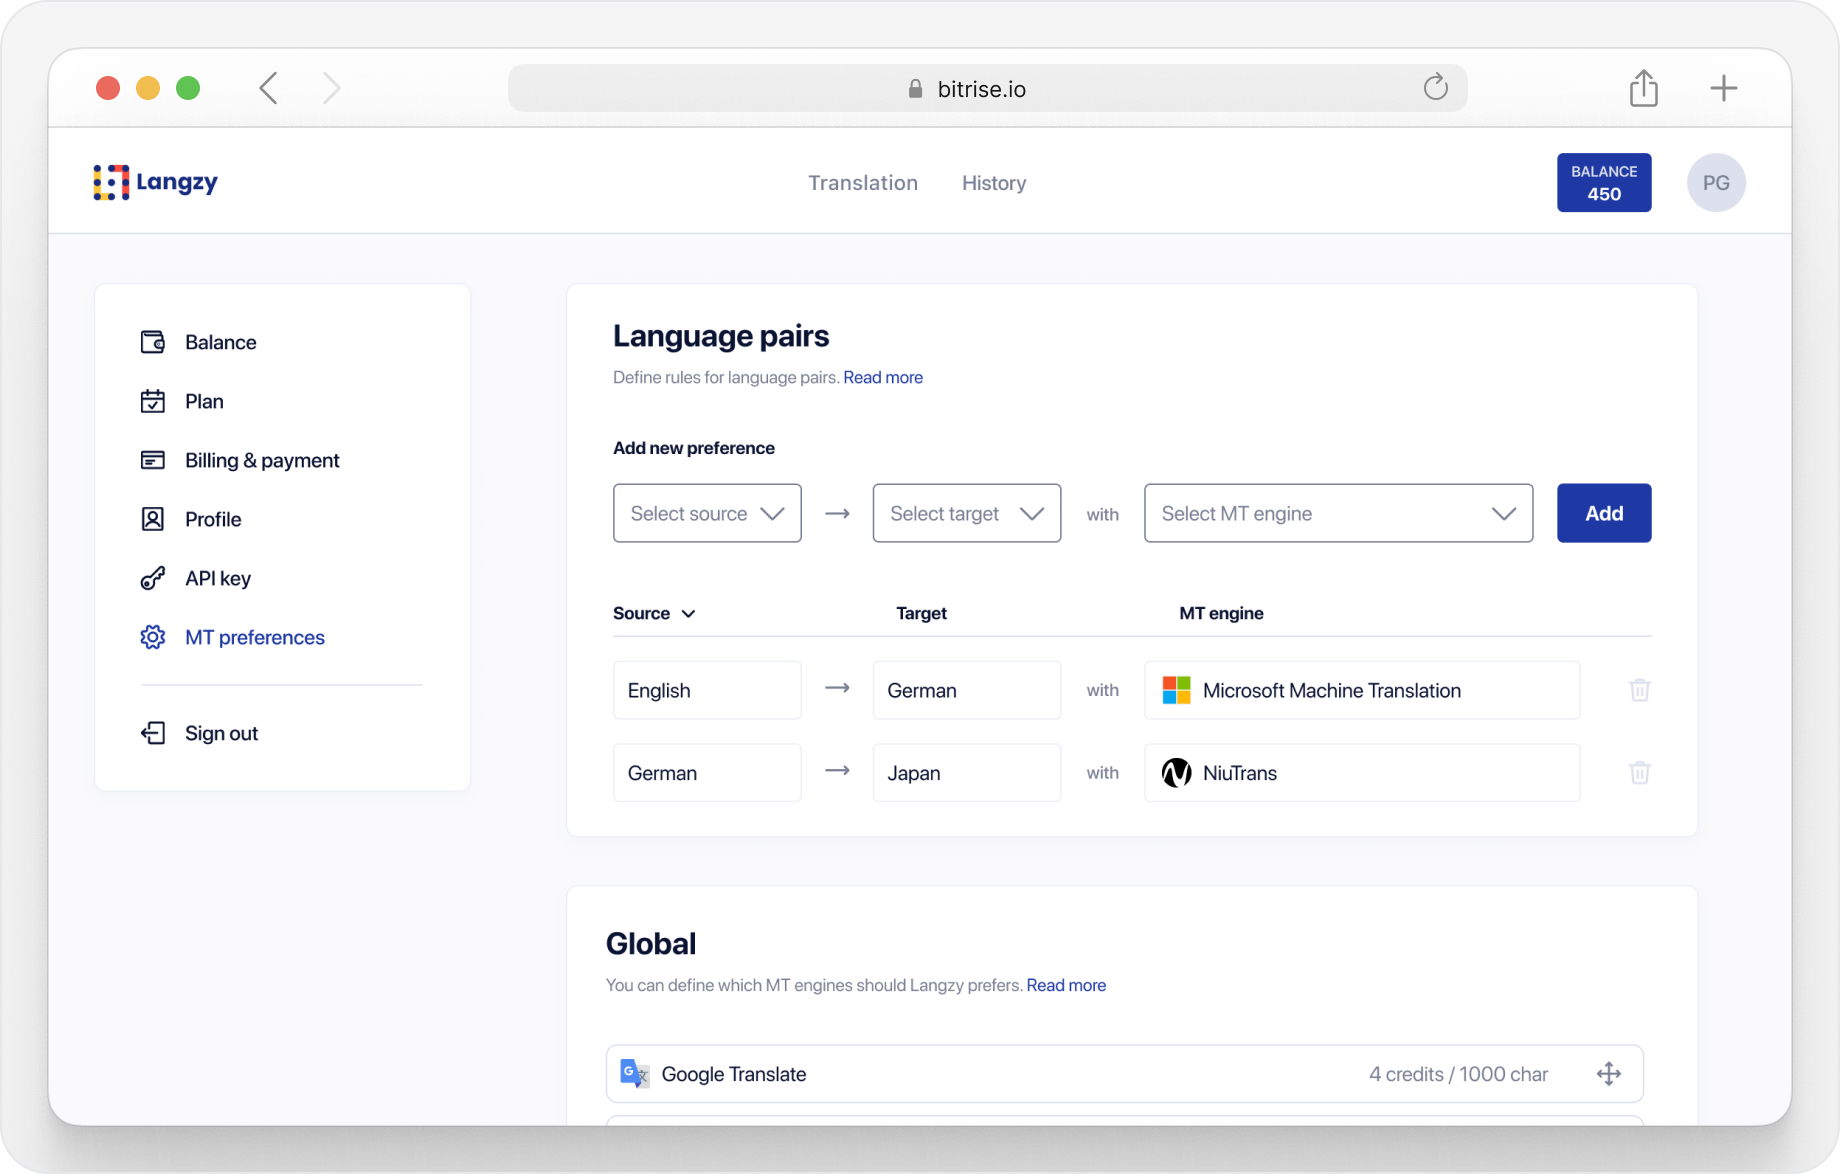 bitrise.io
Langzy
Translation
History
BALANCE
450
PG
Balance
Plan
Billing & payment
Profile
API key
MT preferences
Sign out
Language pairs
Define rules for language pairs. Read more
Add new preference
Select source
Select target
with
Select MT engine
Add
Source
Target
MT engine
English
German
with
Microsoft Machine Translation
German
Japan
with
NiuTrans
Global
You can define which MT engines should Langzy prefers. Read more
G
文
Google Translate
4 credits / 1000 char